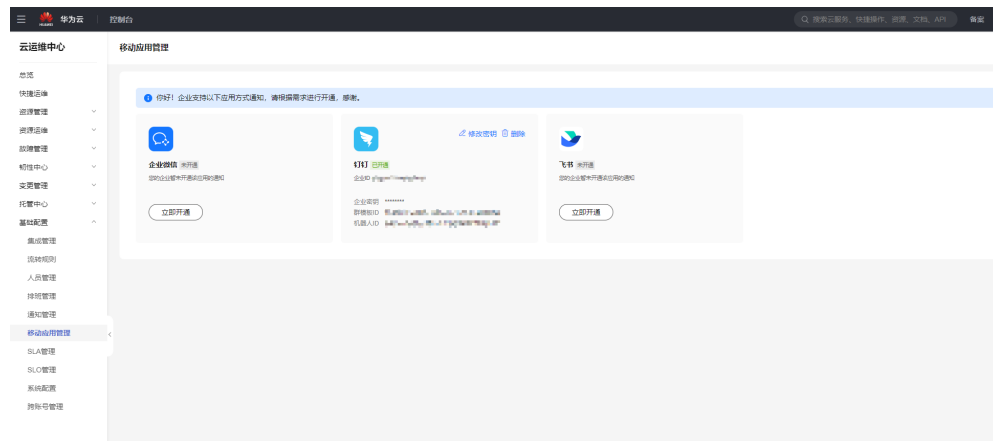 华为云 控制台 搜索云服务、快捷操作、资源、文档、API 备案
HUAWEI
云运维中心
移动应用管理
总览
快捷运维
资源管理
资源运维
故障管理
韧性中心
变更管理
托管中心
基础配置
集成管理
流转规则
人员管理
排班管理
通知管理
移动应用管理
SLA管理
SLO管理
系统配置
跨账号管理
你好！企业支持以下应用方式通知，请根据需求进行开通，感谢。
企业微信 未开通
您的企业暂未开通该应用的通知
立即开通
修改密钥 删除
钉钉 已开通
企业ID
企业密钥 ********
群模板ID
机器人ID
飞书 未开通
您的企业暂未开通该应用的通知
立即开通